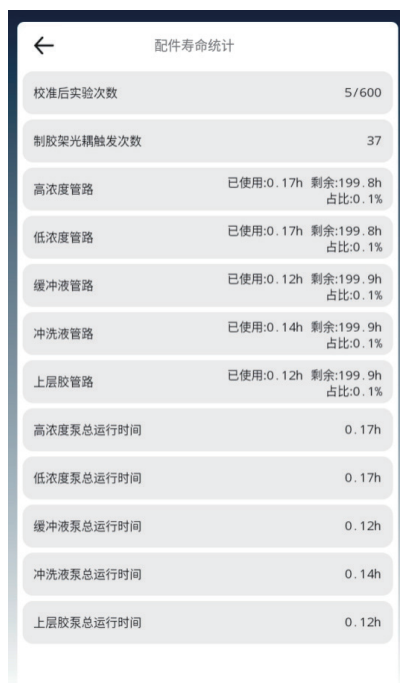 配件寿命统计
校准后实验次数 5/600
制胶架光耦触发次数 37
高浓度管路 已使用:0.17h 剩余:199.8h
占比:0.1%
低浓度管路 已使用:0.17h 剩余:199.8h
占比:0.1%
缓冲液管路 已使用:0.12h 剩余:199.9h
占比:0.1%
冲洗液管路 已使用:0.14h 剩余:199.9h
占比:0.1%
上层胶管路 已使用:0.12h 剩余:199.9h
占比:0.1%
高浓度泵总运行时间 0.17h
低浓度泵总运行时间 0.17h
缓冲液泵总运行时间 0.12h
冲洗液泵总运行时间 0.14h
上层胶泵总运行时间 0.12h